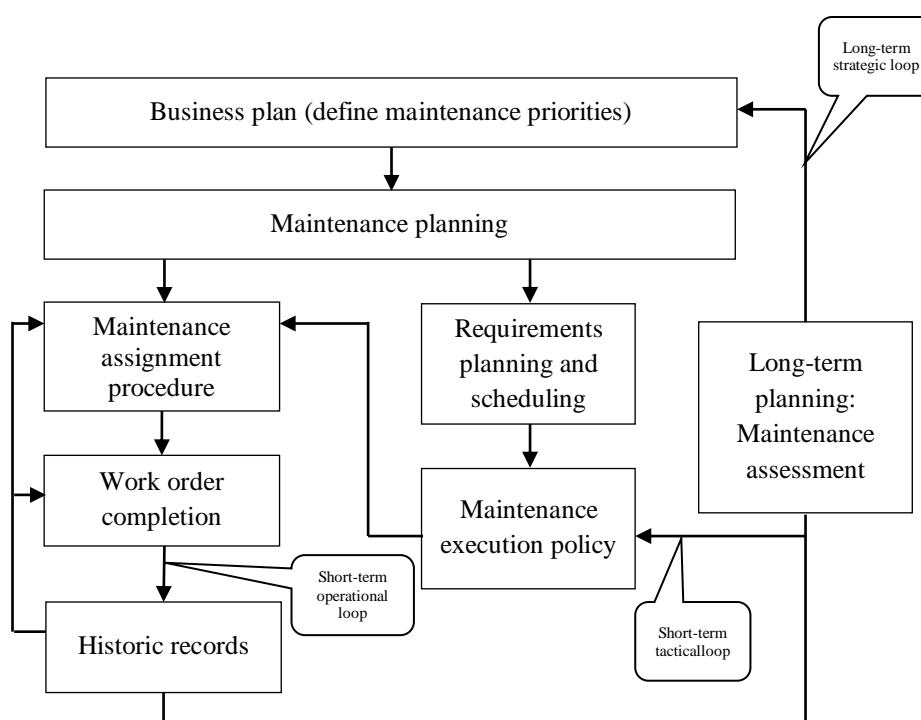 Long-term
strategic loop
Business plan (define maintenance priorities)
Maintenance planning
Maintenance
assignment
procedure
Requirements
planning and
scheduling
Long-term
planning:
Maintenance
assessment
Work order
completion
Maintenance
execution policy
Short-term
operational
loop
Short-term
tacticalloop
Historic records